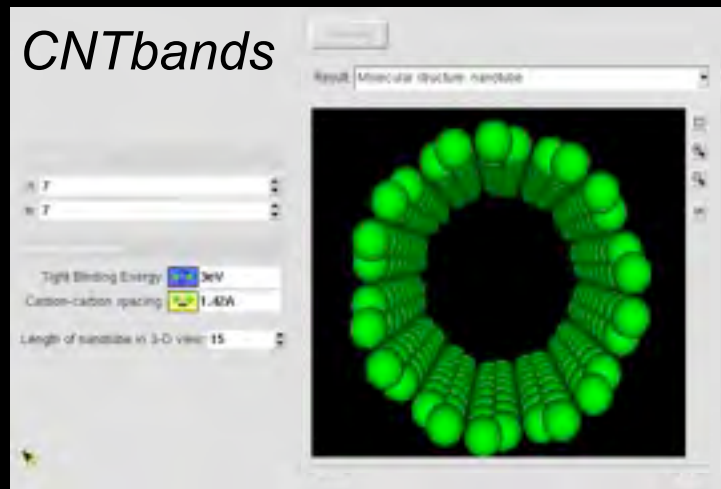 CNTbands
Result: Molecular structure: nanotube
n: 7
m: 7
Tight Binding Energy: 3eV
Carbon-carbon spacing: 1.42A
Length of nanotube in 3-D view: 15